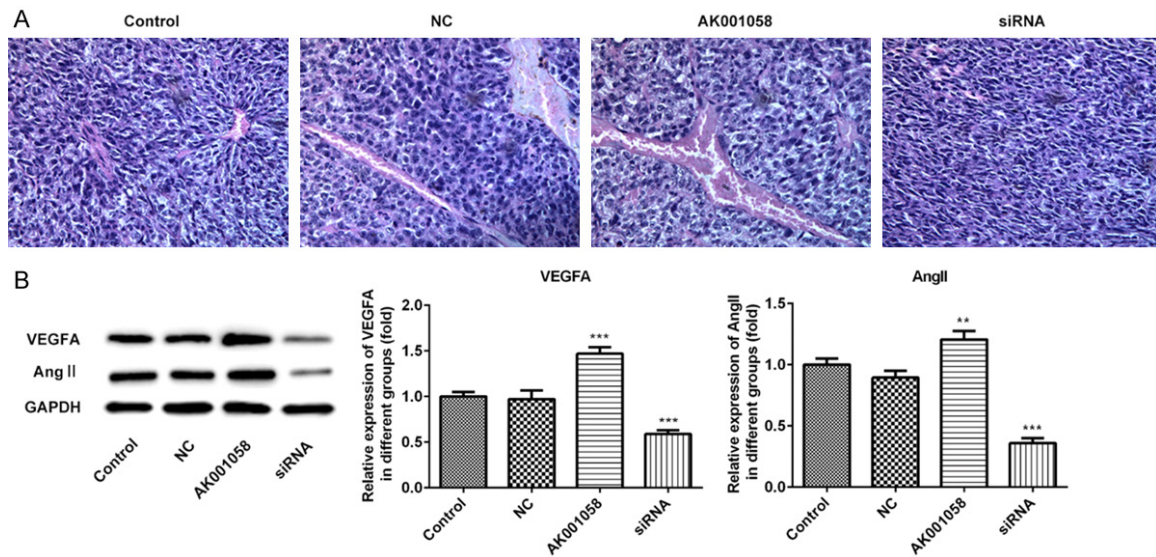 A
Control
NC
AK001058
siRNA
B
VEGFA
Ang II
GAPDH
Control
NC
AK001058
siRNA
VEGFA
Relative expression of VEGFA
in different groups (fold)
2.0
1.5
1.0
0.5
0.0
***
***
Control
NC
AK001058
siRNA
AngII
Relative expression of AngII
in different groups (fold)
1.5
1.0
0.5
0.0
**
***
Control
NC
AK001058
siRNA